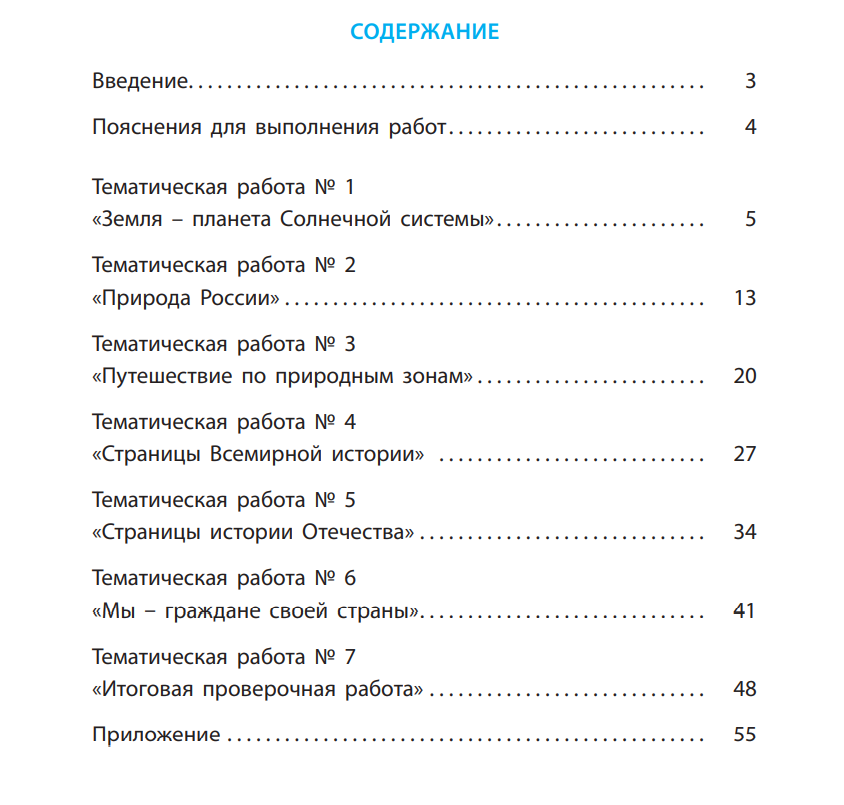 СОДЕРЖАНИЕ
Введение. . . . . . . . . . . . . . . . . . . . . . . . . . . . . . . . . . . . . . . . . . . . . . . . . . 3
Пояснения для выполнения работ. . . . . . . . . . . . . . . . . . . . . . . . . 4
Тематическая работа № 1
«Земля – планета Солнечной системы». . . . . . . . . . . . . . . . . . . . 5
Тематическая работа № 2
«Природа России» . . . . . . . . . . . . . . . . . . . . . . . . . . . . . . . . . . . . . . . . 13
Тематическая работа № 3
«Путешествие по природным зонам» . . . . . . . . . . . . . . . . . . . . . . 20
Тематическая работа № 4
«Страницы Всемирной истории» . . . . . . . . . . . . . . . . . . . . . . . . . . 27
Тематическая работа № 5
«Страницы истории Отечества» . . . . . . . . . . . . . . . . . . . . . . . . . . . 34
Тематическая работа № 6
«Мы – граждане своей страны». . . . . . . . . . . . . . . . . . . . . . . . . . . 41
Тематическая работа № 7
«Итоговая проверочная работа» . . . . . . . . . . . . . . . . . . . . . . . . . . 48
Приложение . . . . . . . . . . . . . . . . . . . . . . . . . . . . . . . . . . . . . . . . . . . . . 55